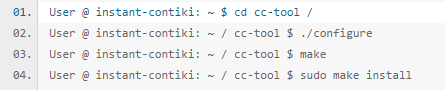 01. User @ instant-contiki: ~ $ cd cc-tool /
02. User @ instant-contiki: ~ / cc-tool $ ./configure
03. User @ instant-contiki: ~ / cc-tool $ make
04. User @ instant-contiki: ~ / cc-tool $ sudo make install